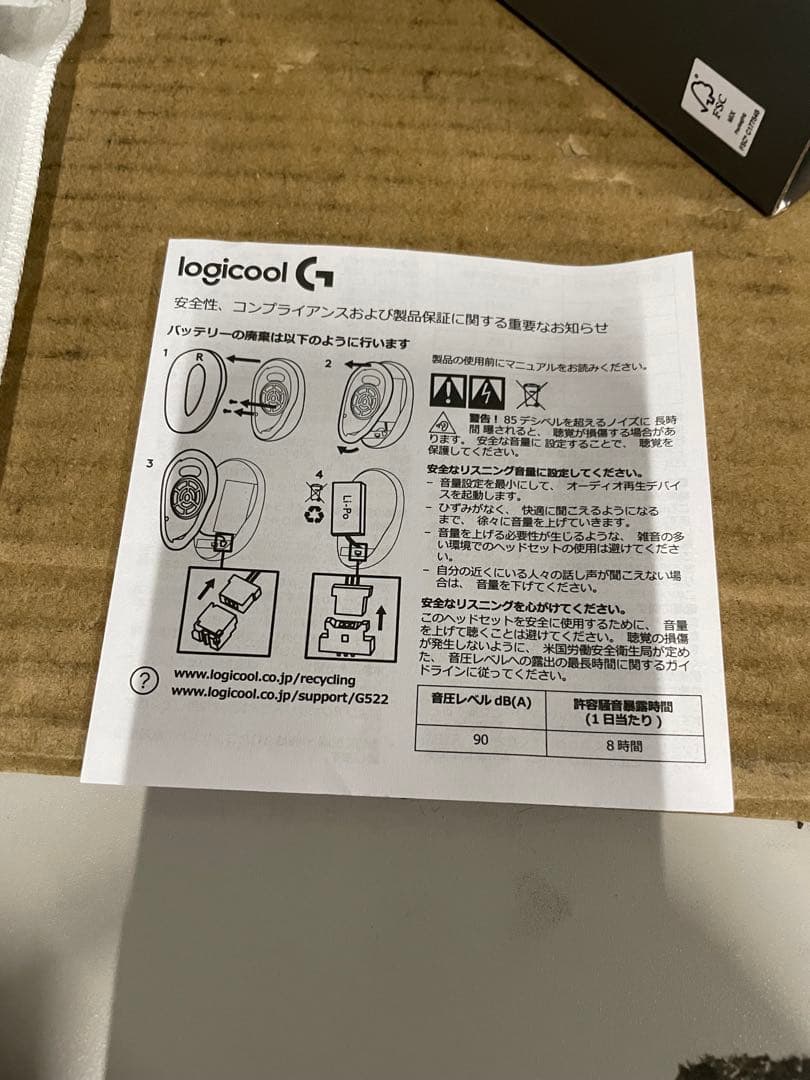 FSC
MIX
Packaging
logicool G
安全性、コンプライアンスおよび製品保証に関する重要なお知らせ
バッテリーの廃棄は以下のように行います
1
R
2
3
4
Li-Po
?
www.logicool.co.jp/recycling
www.logicool.co.jp/support/G522
製品の使用前にマニュアルをお読みください。
警告！ 85 デシベルを超えるノイズに 長時
間 曝されると、 聴覚が損傷する場合があ
ります。 安全な音量に 設定することで、 聴覚を
保護してください。
安全なリスニング音量に設定してください。
- 音量設定を最小にして、 オーディオ再生デバイ
スを起動します。
- ひずみがなく、 快適に聞こえるようになる
まで、 徐々に音量を上げていきます。
- 音量を上げる必要性が生じるような、 雑音の多
い環境でのヘッドセットの使用は避けてくださ
い。
- 自分の近くにいる人々の話し声が聞こえない場
合は、 音量を下げてください。
安全なリスニングを心がけてください。
このヘッドセットを安全に使用するために、 音量
を上げて聴くことは避けてください。 聴覚の損傷
が発生しないように、 米国労働安全衛生局が定め
た、 音圧レベルへの露出の最長時間に関するガイ
ドラインに従ってください。
音圧レベル dB(A)
許容騒音暴露時間
(1 日当たり )
90
8 時間